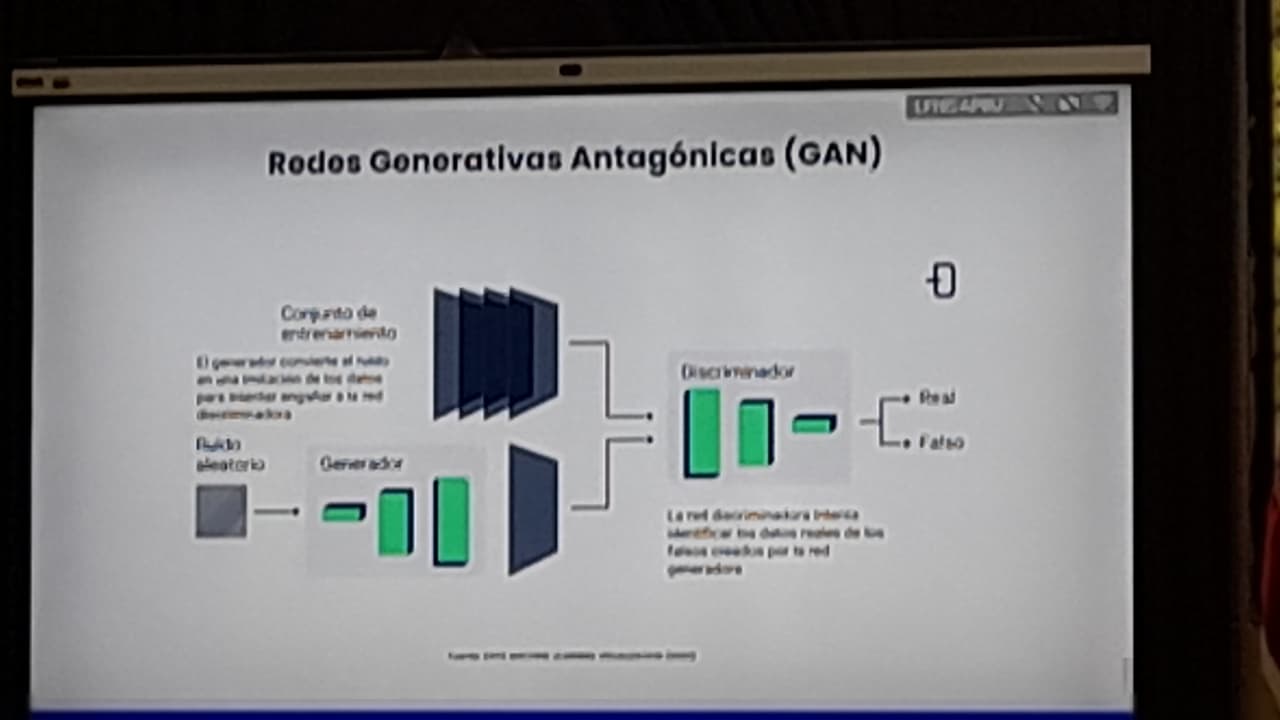 Redes Generativas Antagónicas (GAN)
Conjunto de
entrenamiento
El generador convierte el ruido
en una imitación de los datos
para intentar engañar a la red
discriminadora
Ruido
aleatorio
Generador
Discriminador
Real
Falso
La red discriminadora intenta
identificar los datos reales de los
falsos creados por la red
generadora